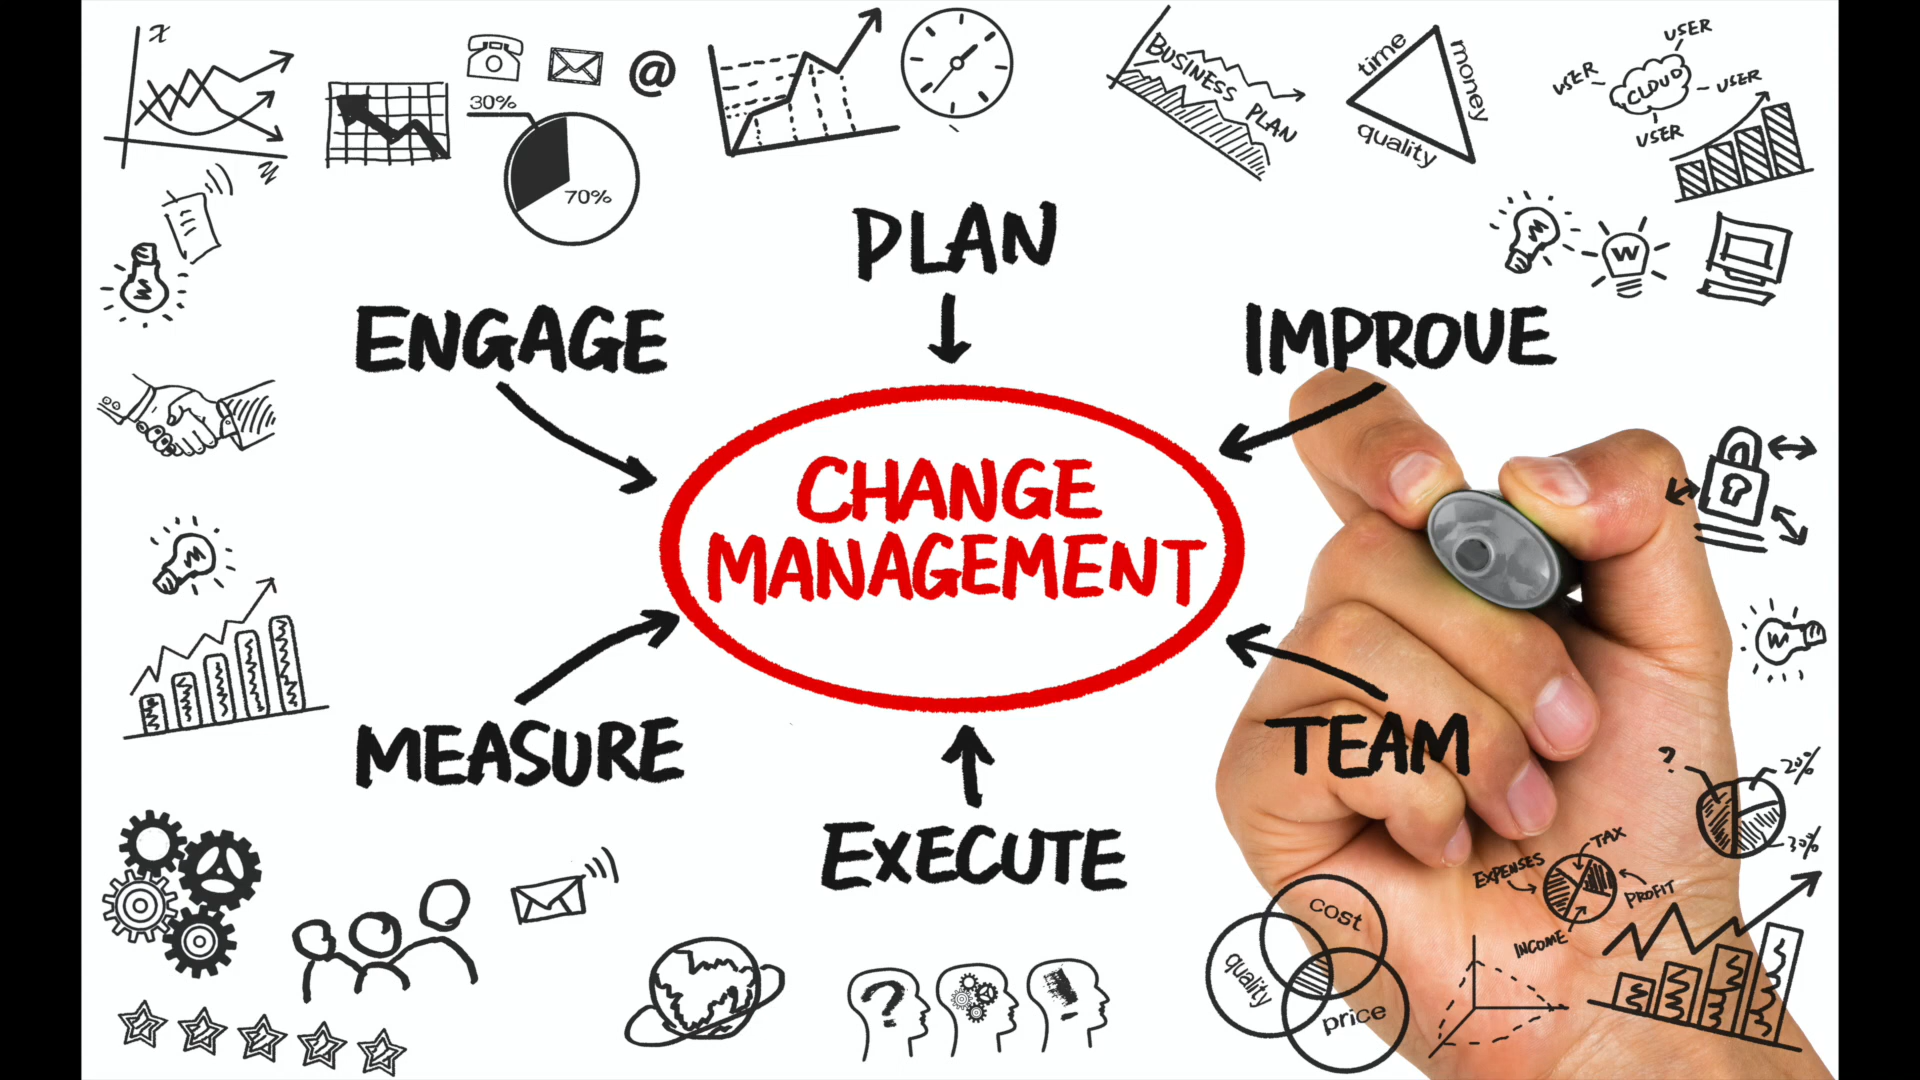 x
30%
@
70%
BUSINESS PLAN
time
money
quality
USER
USER
CLOUD
USER
USER
PLAN
W
ENGAGE
IMPROVE
CHANGE
MANAGEMENT
MEASURE
TEAM
EXECUTE
?
20%
30%
TAX
EXPENSES
PROFIT
INCOME
cost
quality
price
?
!